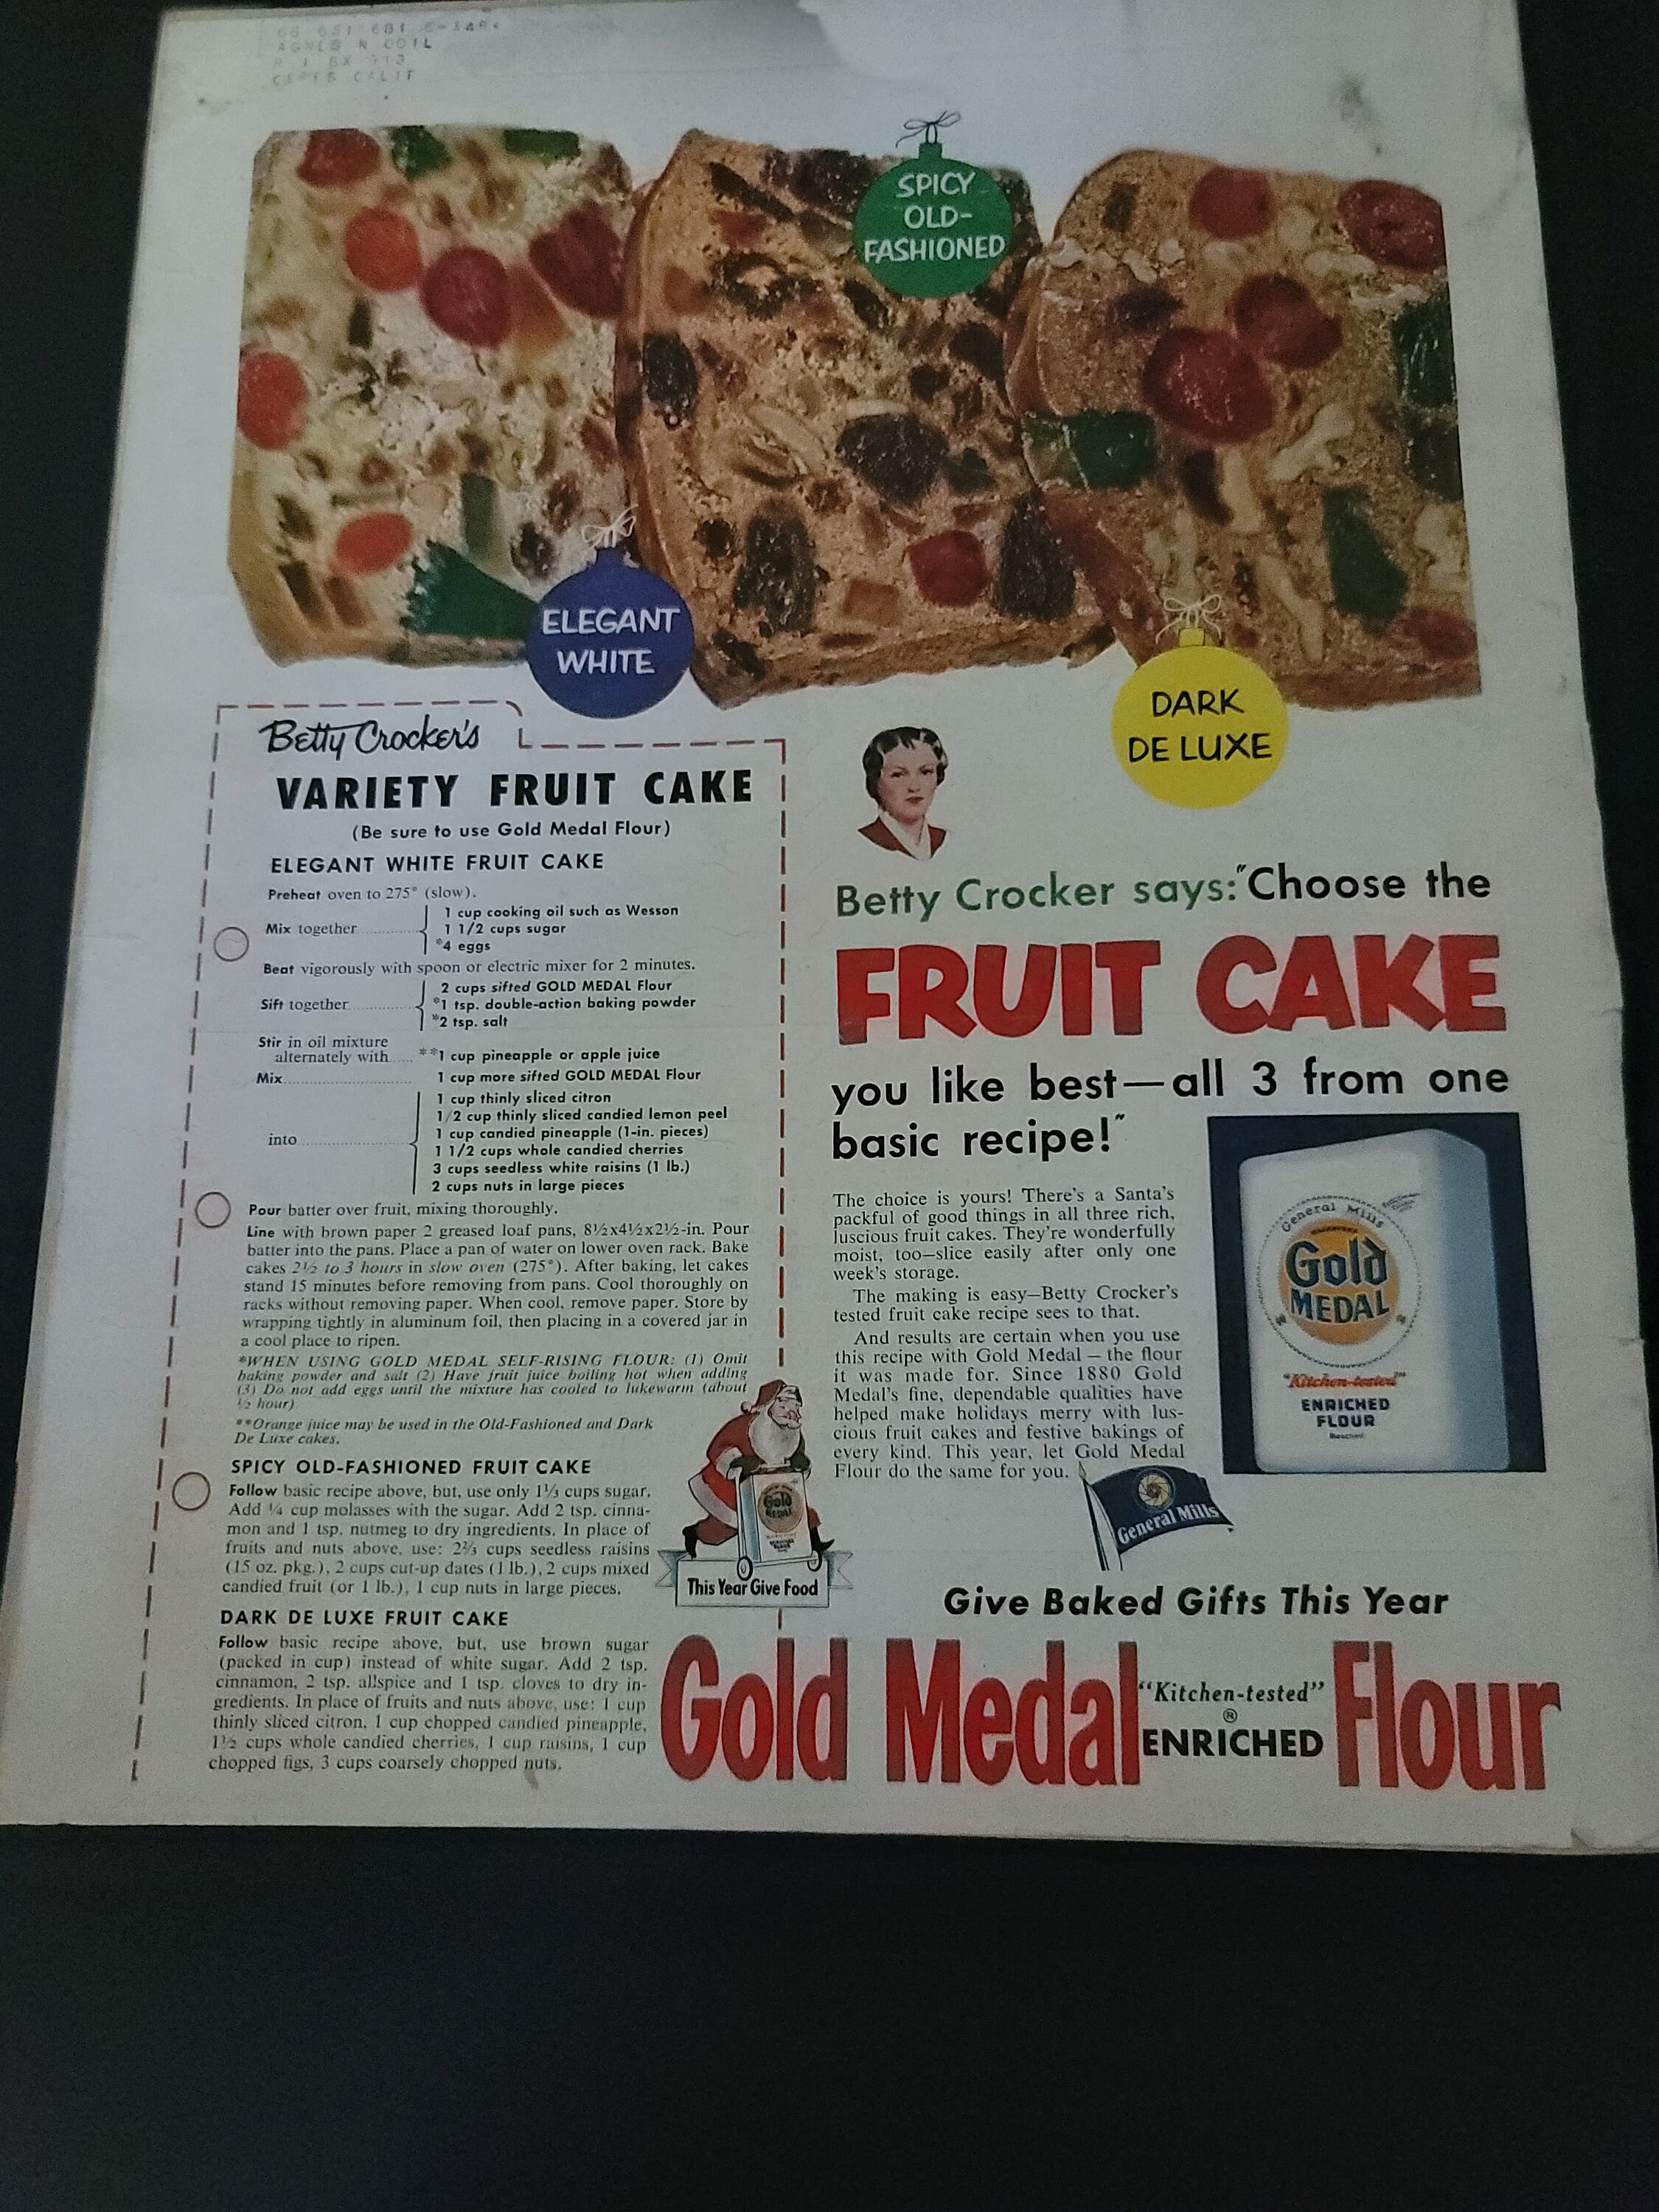 AGNES N COIL
CERES CALIF
SPICY
OLD-
FASHIONED
ELEGANT
WHITE
DARK
DE LUXE
Betty Crocker's
VARIETY FRUIT CAKE
(Be sure to use Gold Medal Flour)
ELEGANT WHITE FRUIT CAKE
Preheat oven to 275° (slow).
1 cup cooking oil such as Wesson
Mix together 1 1/2 cups sugar
*4 eggs
Beat vigorously with spoon or electric mixer for 2 minutes.
2 cups sifted GOLD MEDAL Flour
Sift together *1 tsp. double-action baking powder
*2 tsp. salt
Stir in oil mixture
alternately with **1 cup pineapple or apple juice
Mix 1 cup more sifted GOLD MEDAL Flour
1 cup thinly sliced citron
1/2 cup thinly sliced candied lemon peel
1 cup candied pineapple (1-in. pieces)
into 1 1/2 cups whole candied cherries
3 cups seedless white raisins (1 lb.)
2 cups nuts in large pieces
Pour batter over fruit, mixing thoroughly.
Line with brown paper 2 greased loaf pans, 8½x4½x2½-in. Pour
batter into the pans. Place a pan of water on lower oven rack. Bake
cakes 2½ to 3 hours in slow oven (275°). After baking, let cakes
stand 15 minutes before removing from pans. Cool thoroughly on
racks without removing paper. When cool, remove paper. Store by
wrapping tightly in aluminum foil, then placing in a covered jar in
a cool place to ripen.
*WHEN USING GOLD MEDAL SELF-RISING FLOUR: (1) Omit
baking powder and salt (2) Have fruit juice boiling hot when adding
(3) Do not add eggs until the mixture has cooled to lukewarm (about
½ hour)
**Orange juice may be used in the Old-Fashioned and Dark
De Luxe cakes.
SPICY OLD-FASHIONED FRUIT CAKE
Follow basic recipe above, but, use only 1⅓ cups sugar.
Add ¼ cup molasses with the sugar. Add 2 tsp. cinna-
mon and 1 tsp. nutmeg to dry ingredients. In place of
fruits and nuts above, use: 2⅔ cups seedless raisins
(15 oz. pkg.), 2 cups cut-up dates (1 lb.), 2 cups mixed
candied fruit (or 1 lb.), 1 cup nuts in large pieces.
DARK DE LUXE FRUIT CAKE
Follow basic recipe above, but, use brown sugar
(packed in cup) instead of white sugar. Add 2 tsp.
cinnamon, 2 tsp. allspice and 1 tsp. cloves to dry in-
gredients. In place of fruits and nuts above, use: 1 cup
thinly sliced citron, 1 cup chopped candied pineapple,
1½ cups whole candied cherries, 1 cup raisins, 1 cup
chopped figs, 3 cups coarsely chopped nuts.
Gold
MEDAL
This Year Give Food
Betty Crocker says: "Choose the
FRUIT CAKE
you like best—all 3 from one
basic recipe!"
The choice is yours! There's a Santa's
packful of good things in all three rich,
luscious fruit cakes. They're wonderfully
moist, too—slice easily after only one
week's storage.
The making is easy—Betty Crocker's
tested fruit cake recipe sees to that.
And results are certain when you use
this recipe with Gold Medal — the flour
it was made for. Since 1880 Gold
Medal's fine, dependable qualities have
helped make holidays merry with lus-
cious fruit cakes and festive bakings of
every kind. This year, let Gold Medal
Flour do the same for you.
General Mills
Gold
MEDAL
"Kitchen-tested"
ENRICHED
FLOUR
Bleached
General Mills
Give Baked Gifts This Year
Gold Medal "Kitchen-tested" ® ENRICHED Flour